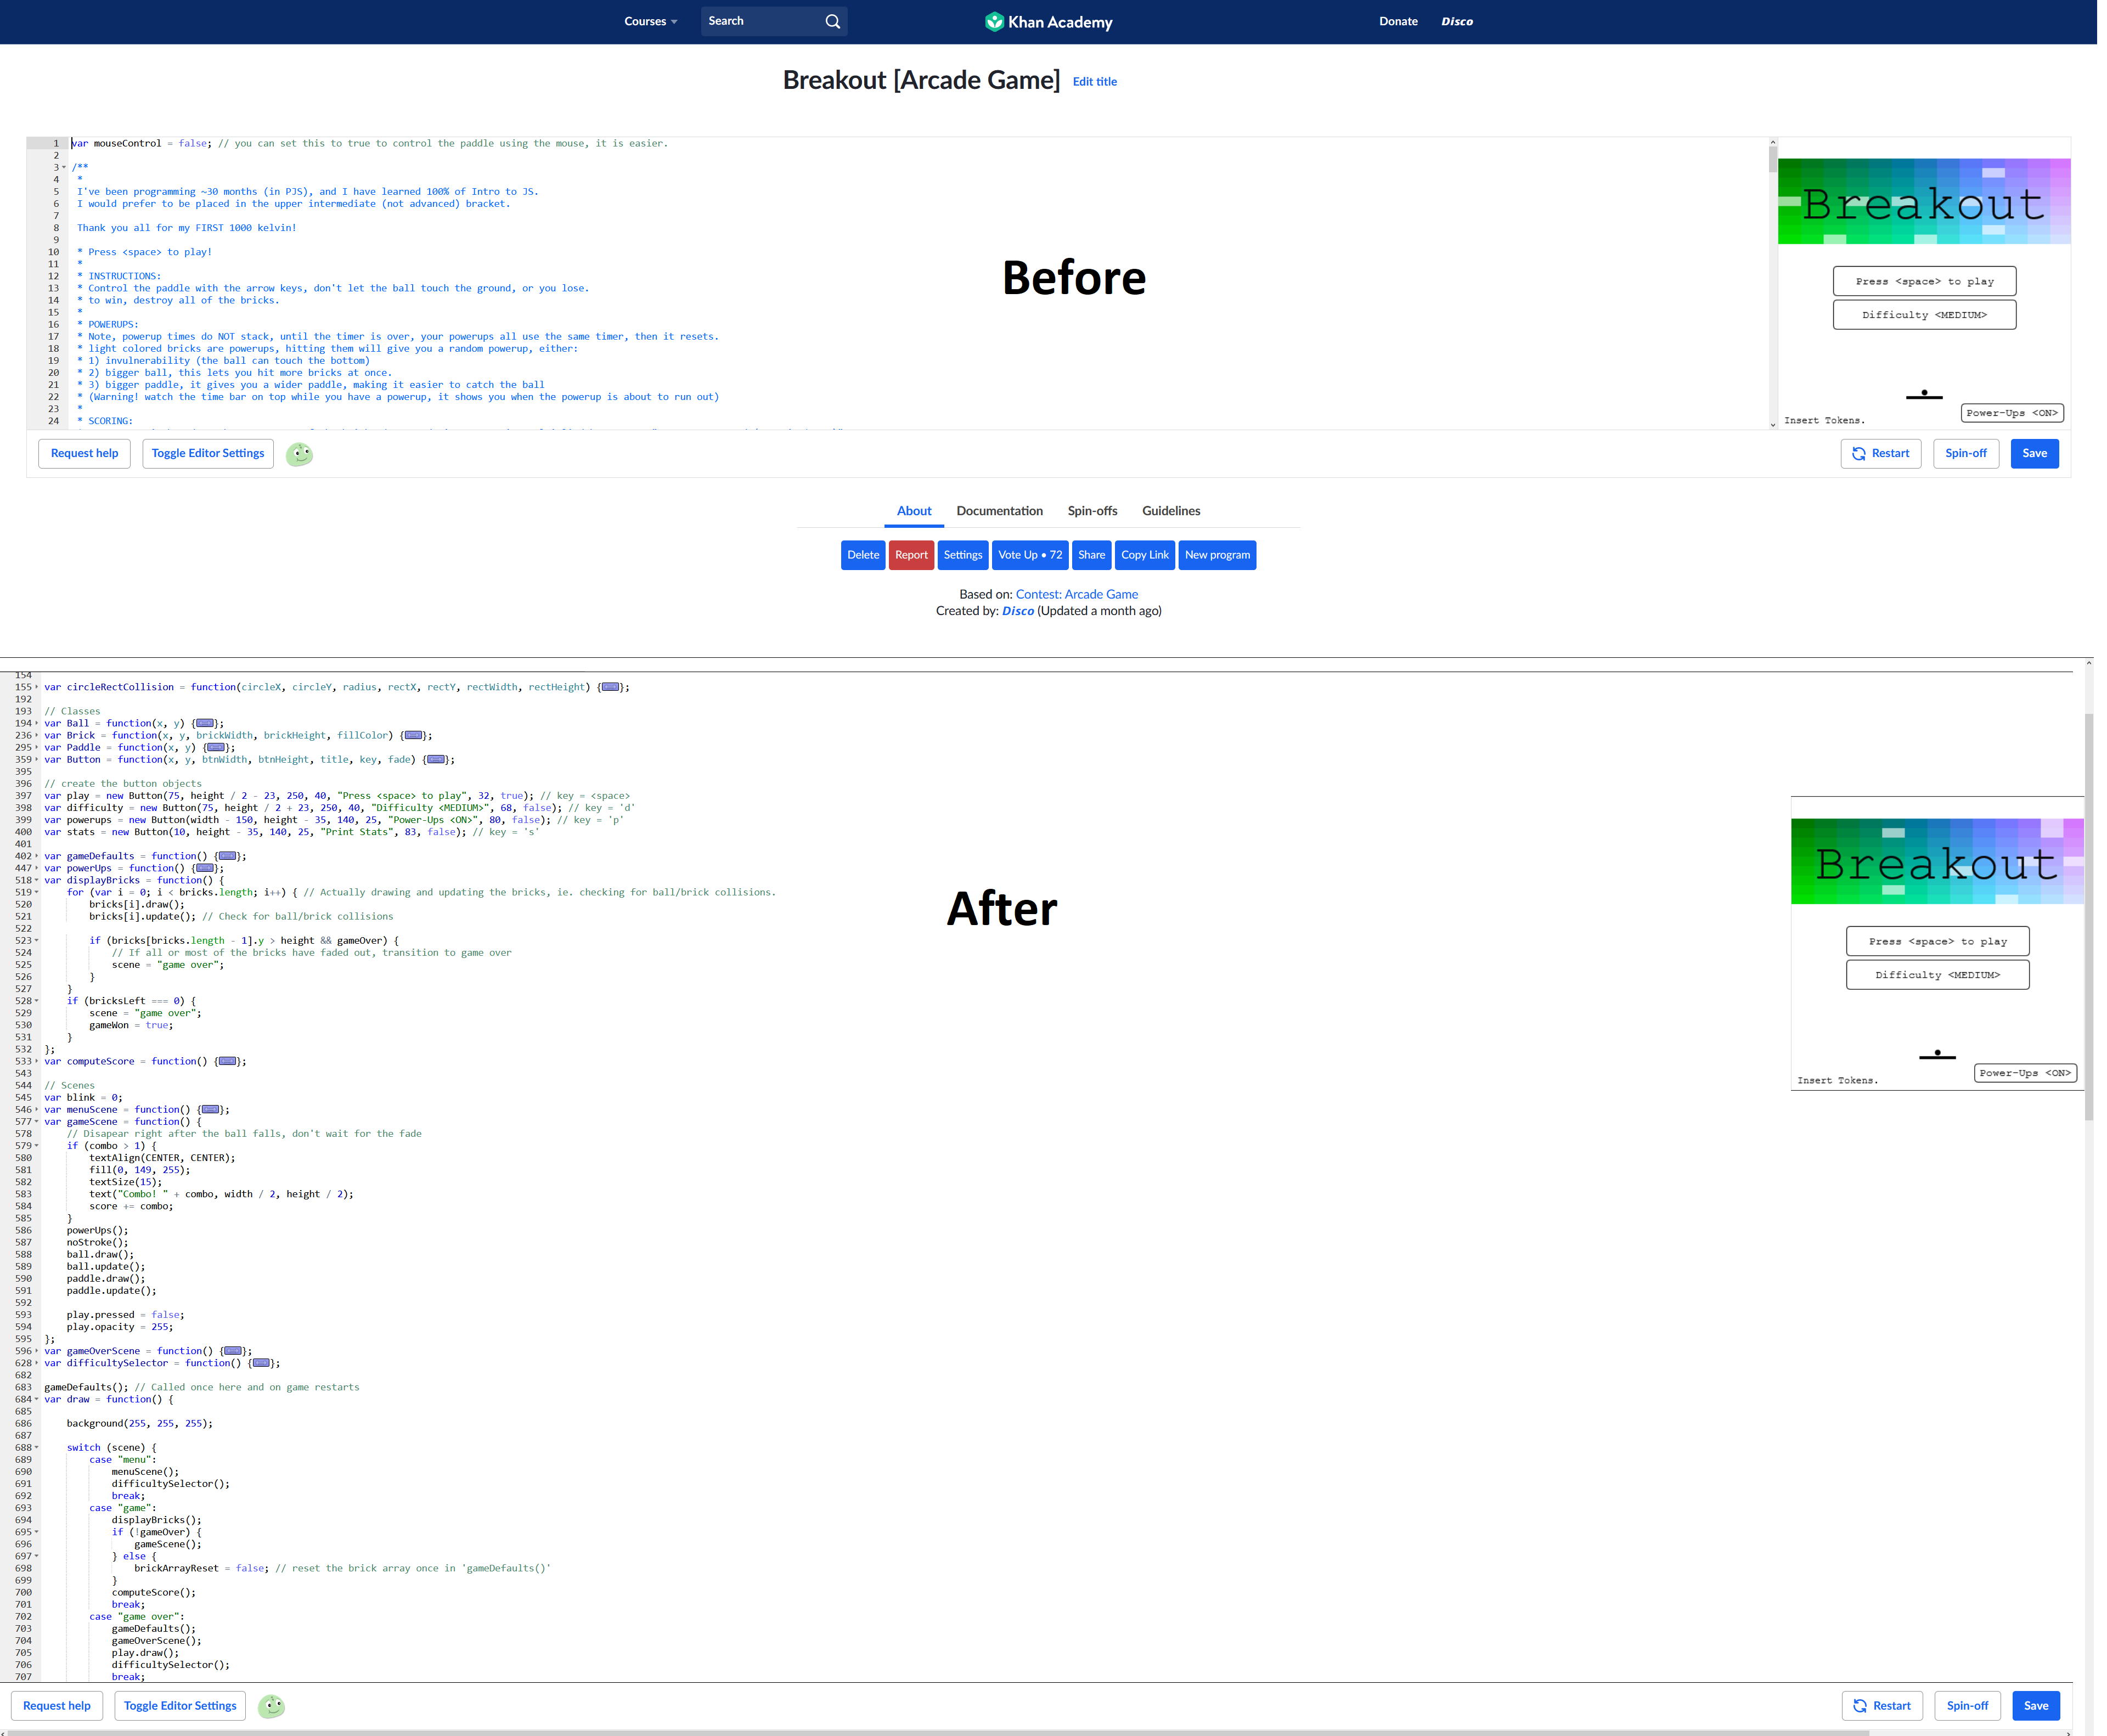 Courses
Search
Khan Academy
Donate
Disco
Breakout [Arcade Game]
Edit title
1 var mouseControl = false; // you can set this to true to control the paddle using the mouse, it is easier.
2
3 /**
4 *
5 I've been programming ~30 months (in PJS), and I have learned 100% of Intro to JS.
6 I would prefer to be placed in the upper intermediate (not advanced) bracket.
7
8 Thank you all for my FIRST 1000 kelvin!
9
10 * Press <space> to play!
11 *
12 * INSTRUCTIONS:
13 * Control the paddle with the arrow keys, don't let the ball touch the ground, or you lose.
14 * to win, destroy all of the bricks.
15 *
16 * POWERUPS:
17 * Note, powerup times do NOT stack, until the timer is over, your powerups all use the same timer, then it resets.
18 * light colored bricks are powerups, hitting them will give you a random powerup, either:
19 * 1) invulnerability (the ball can touch the bottom)
20 * 2) bigger ball, this lets you hit more bricks at once.
21 * 3) bigger paddle, it gives you a wider paddle, making it easier to catch the ball
22 * (Warning! watch the time bar on top while you have a powerup, it shows you when the powerup is about to run out)
23 *
24 * SCORING:
Before
Breakout
Press <space> to play
Difficulty <MEDIUM>
Insert Tokens.
Power-Ups <ON>
Request help
Toggle Editor Settings
Restart
Spin-off
Save
About
Documentation
Spin-offs
Guidelines
Delete
Report
Settings
Vote Up • 72
Share
Copy Link
New program
Based on: Contest: Arcade Game
Created by: Disco (Updated a month ago)
154
155 var circleRectCollision = function(circleX, circleY, radius, rectX, rectY, rectWidth, rectHeight) {};
192
193 // Classes
194 var Ball = function(x, y) {};
236 var Brick = function(x, y, brickWidth, brickHeight, fillColor) {};
295 var Paddle = function(x, y) {};
359 var Button = function(x, y, btnWidth, btnHeight, title, key, fade) {};
395
396 // create the button objects
397 var play = new Button(75, height / 2 - 23, 250, 40, "Press <space> to play", 32, true); // key = <space>
398 var difficulty = new Button(75, height / 2 + 23, 250, 40, "Difficulty <MEDIUM>", 68, false); // key = 'd'
399 var powerups = new Button(width - 150, height - 35, 140, 25, "Power-Ups <ON>", 80, false); // key = 'p'
400 var stats = new Button(10, height - 35, 140, 25, "Print Stats", 83, false); // key = 's'
401
402 var gameDefaults = function() {};
447 var powerUps = function() {};
518 var displayBricks = function() {
519 for (var i = 0; i < bricks.length; i++) { // Actually drawing and updating the bricks, ie. checking for ball/brick collisions.
520 bricks[i].draw();
521 bricks[i].update(); // Check for ball/brick collisions
522
523 if (bricks[bricks.length - 1].y > height && gameOver) {
524 // If all or most of the bricks have faded out, transition to game over
525 scene = "game over";
526 }
527 }
528 if (bricksLeft === 0) {
529 scene = "game over";
530 gameWon = true;
531 }
532 };
533 var computeScore = function() {};
543
544 // Scenes
545 var blink = 0;
546 var menuScene = function() {};
577 var gameScene = function() {
578 // Disapear right after the ball falls, don't wait for the fade
579 if (combo > 1) {
580 textAlign(CENTER, CENTER);
581 fill(0, 149, 255);
582 textSize(15);
583 text("Combo! " + combo, width / 2, height / 2);
584 score += combo;
585 }
586 powerUps();
587 noStroke();
588 ball.draw();
589 ball.update();
590 paddle.draw();
591 paddle.update();
592
593 play.pressed = false;
594 play.opacity = 255;
595 };
596 var gameOverScene = function() {};
628 var difficultySelector = function() {};
682
683 gameDefaults(); // Called once here and on game restarts
684 var draw = function() {
685
686 background(255, 255, 255);
687
688 switch (scene) {
689 case "menu":
690 menuScene();
691 difficultySelector();
692 break;
693 case "game":
694 displayBricks();
695 if (!gameOver) {
696 gameScene();
697 } else {
698 brickArrayReset = false; // reset the brick array once in 'gameDefaults()'
699 }
700 computeScore();
701 break;
702 case "game over":
703 gameDefaults();
704 gameOverScene();
705 play.draw();
706 difficultySelector();
707 break;
After
Breakout
Press <space> to play
Difficulty <MEDIUM>
Insert Tokens.
Power-Ups <ON>
Request help
Toggle Editor Settings
Restart
Spin-off
Save